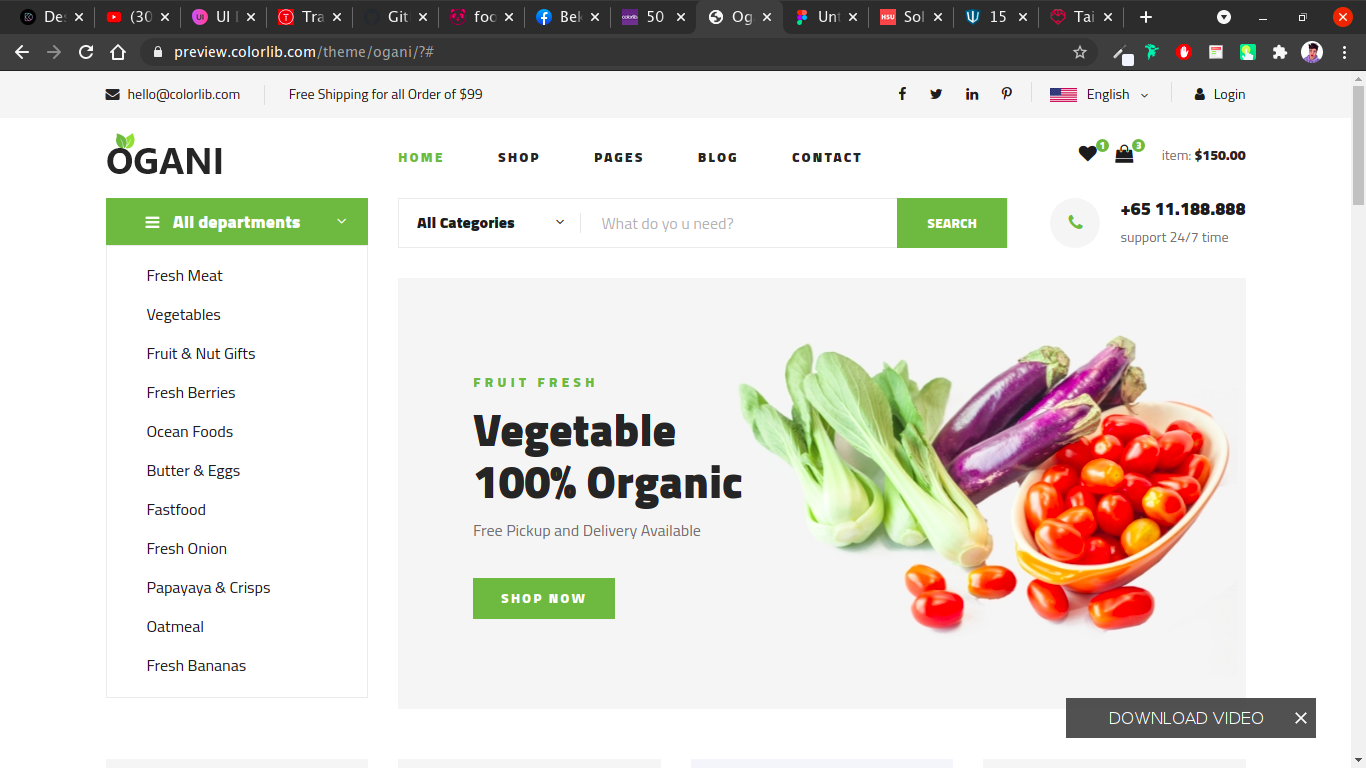 Des
(30
UI I
Tra
Git
foo
Bek
50
Og
Unt
Sol
15
Tai
preview.colorlib.com/theme/ogani/?#
hello@colorlib.com Free Shipping for all Order of $99 English Login
OGANI HOME SHOP PAGES BLOG CONTACT 1 3 item: $150.00
All departments All Categories What do yo u need? SEARCH +65 11.188.888
support 24/7 time
Fresh Meat
Vegetables
Fruit & Nut Gifts
Fresh Berries
Ocean Foods
Butter & Eggs
Fastfood
Fresh Onion
Papayaya & Crisps
Oatmeal
Fresh Bananas
FRUIT FRESH
Vegetable
100% Organic
Free Pickup and Delivery Available
SHOP NOW
DOWNLOAD VIDEO